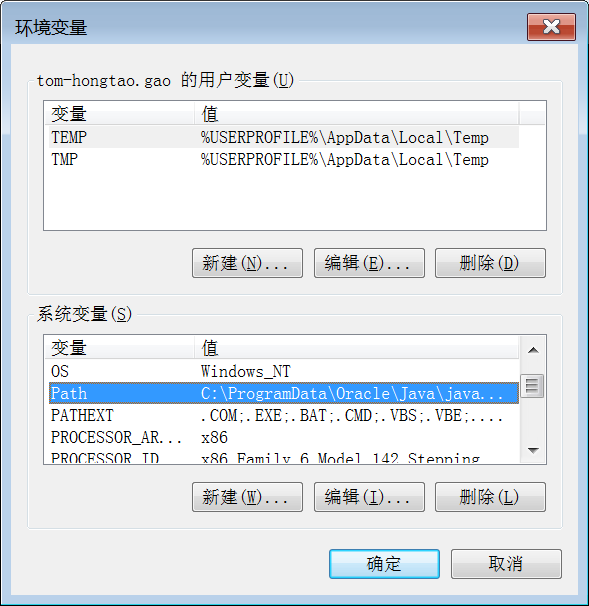 环境变量
tom-hongtao.gao 的用户变量(U)
变量 值
TEMP %USERPROFILE%\AppData\Local\Temp
TMP %USERPROFILE%\AppData\Local\Temp
新建(N)... 编辑(E)... 删除(D)
系统变量(S)
变量 值
OS Windows_NT
Path C:\ProgramData\Oracle\Java\java...
PATHEXT .COM;.EXE;.BAT;.CMD;.VBS;.VBE;....
PROCESSOR_AR... x86
PROCESSOR_ID x86 Family 6 Model 142 Stepping
新建(W)... 编辑(I)... 删除(L)
确定 取消